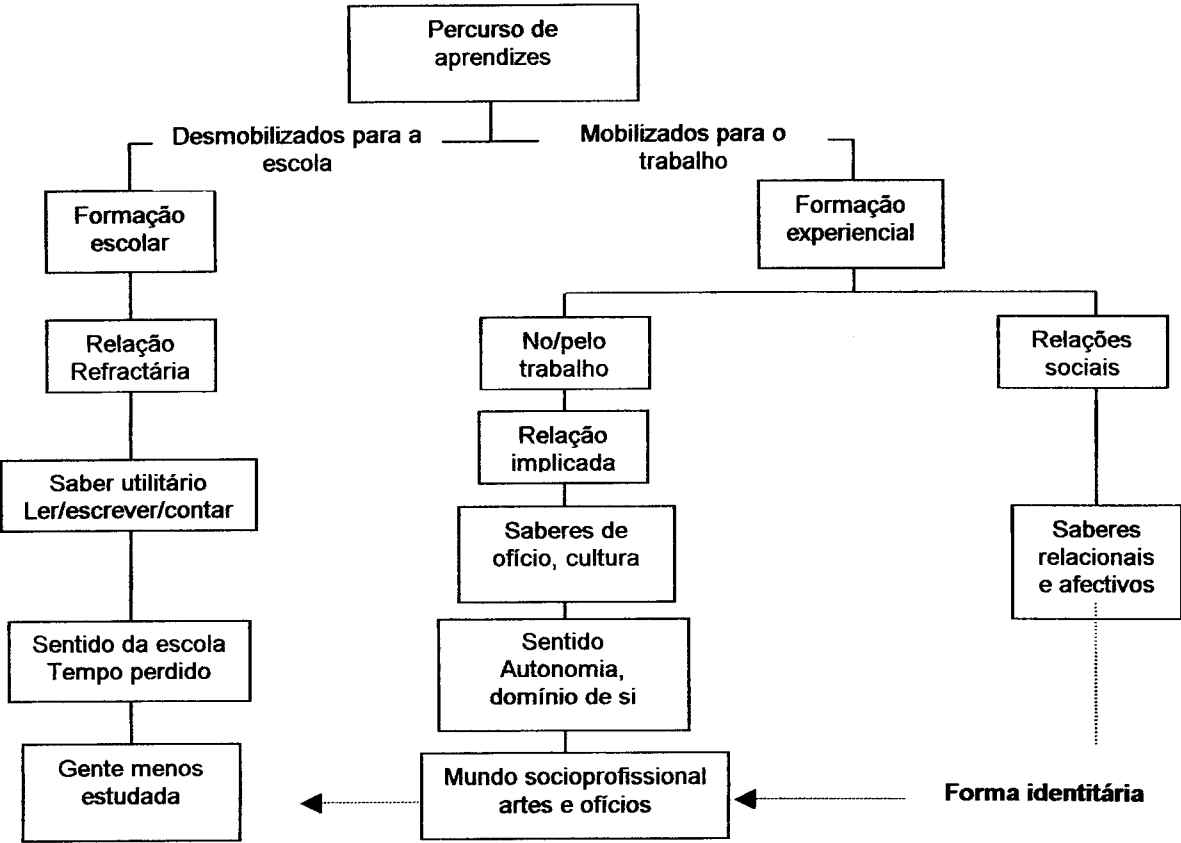 Percurso de
aprendizes
Desmobilizados para a
escola
Mobilizados para o
trabalho
Formação
escolar
Formação
experiencial
Relação
Refractária
No/pelo
trabalho
Relações
sociais
Relação
implicada
Saber utilitário
Ler/escrever/contar
Saberes de
ofício, cultura
Saberes
relacionais
e afectivos
Sentido da escola
Tempo perdido
Sentido
Autonomia,
domínio de si
Gente menos
estudada
Mundo socioprofissional
artes e ofícios
Forma identitária